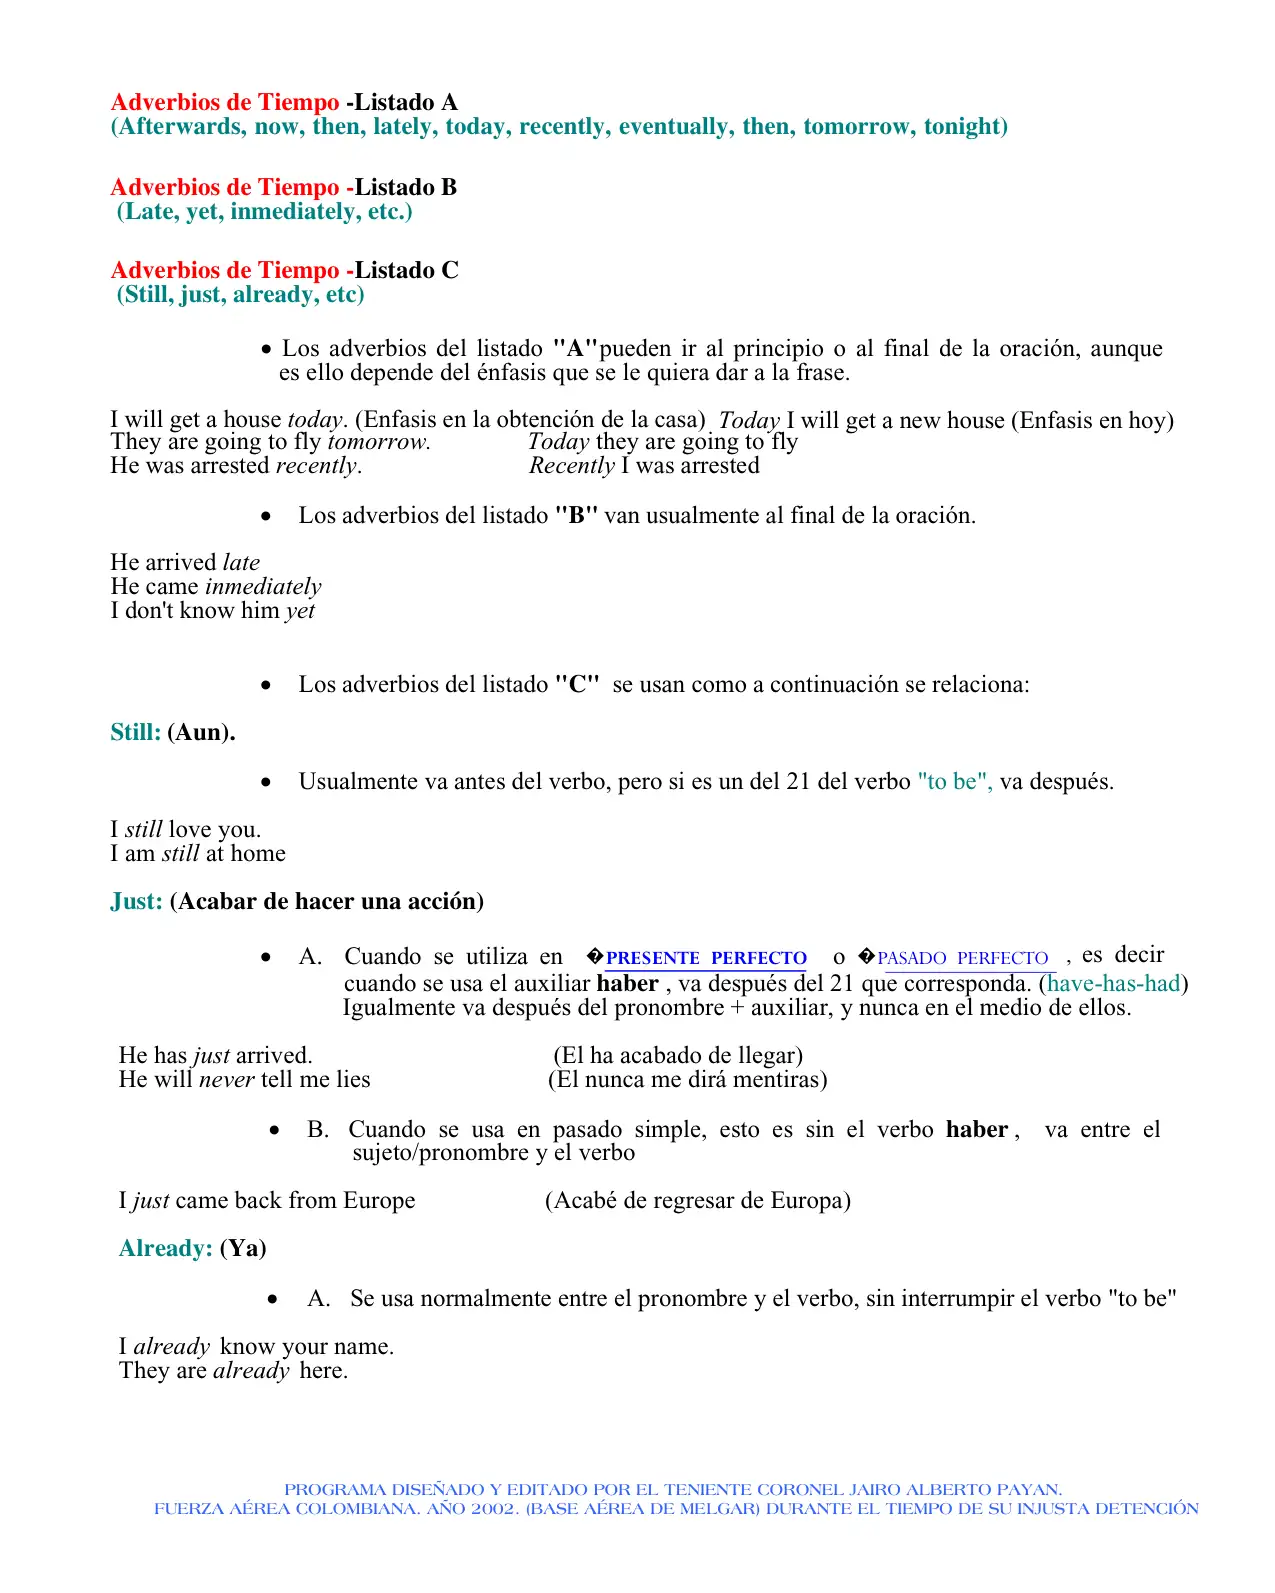 Adverbios de Tiempo -Listado A
(Afterwards, now, then, lately, today, recently, eventually, then, tomorrow, tonight)
Adverbios de Tiempo -Listado B
(Late, yet, inmediately, etc.)
Adverbios de Tiempo -Listado C
(Still, just, already, etc)
• Los adverbios del listado "A"pueden ir al principio o al final de la oración, aunque
es ello depende del énfasis que se le quiera dar a la frase.
I will get a house today. (Enfasis en la obtención de la casa) Today I will get a new house (Enfasis en hoy)
They are going to fly tomorrow. Today they are going to fly
He was arrested recently. Recently I was arrested
• Los adverbios del listado "B" van usualmente al final de la oración.
He arrived late
He came inmediately
I don't know him yet
• Los adverbios del listado "C" se usan como a continuación se relaciona:
Still: (Aun).
• Usualmente va antes del verbo, pero si es un del 21 del verbo "to be", va después.
I still love you.
I am still at home
Just: (Acabar de hacer una acción)
• A. Cuando se utiliza en �PRESENTE PERFECTO o �PASADO PERFECTO , es decir
cuando se usa el auxiliar haber , va después del 21 que corresponda. (have-has-had)
Igualmente va después del pronombre + auxiliar, y nunca en el medio de ellos.
He has just arrived. (El ha acabado de llegar)
He will never tell me lies (El nunca me dirá mentiras)
• B. Cuando se usa en pasado simple, esto es sin el verbo haber , va entre el
sujeto/pronombre y el verbo
I just came back from Europe (Acabé de regresar de Europa)
Already: (Ya)
• A. Se usa normalmente entre el pronombre y el verbo, sin interrumpir el verbo "to be"
I already know your name.
They are already here.
PROGRAMA DISEÑADO Y EDITADO POR EL TENIENTE CORONEL JAIRO ALBERTO PAYAN.
FUERZA AÉREA COLOMBIANA. AÑO 2002. (BASE AÉREA DE MELGAR) DURANTE EL TIEMPO DE SU INJUSTA DETENCIÓN